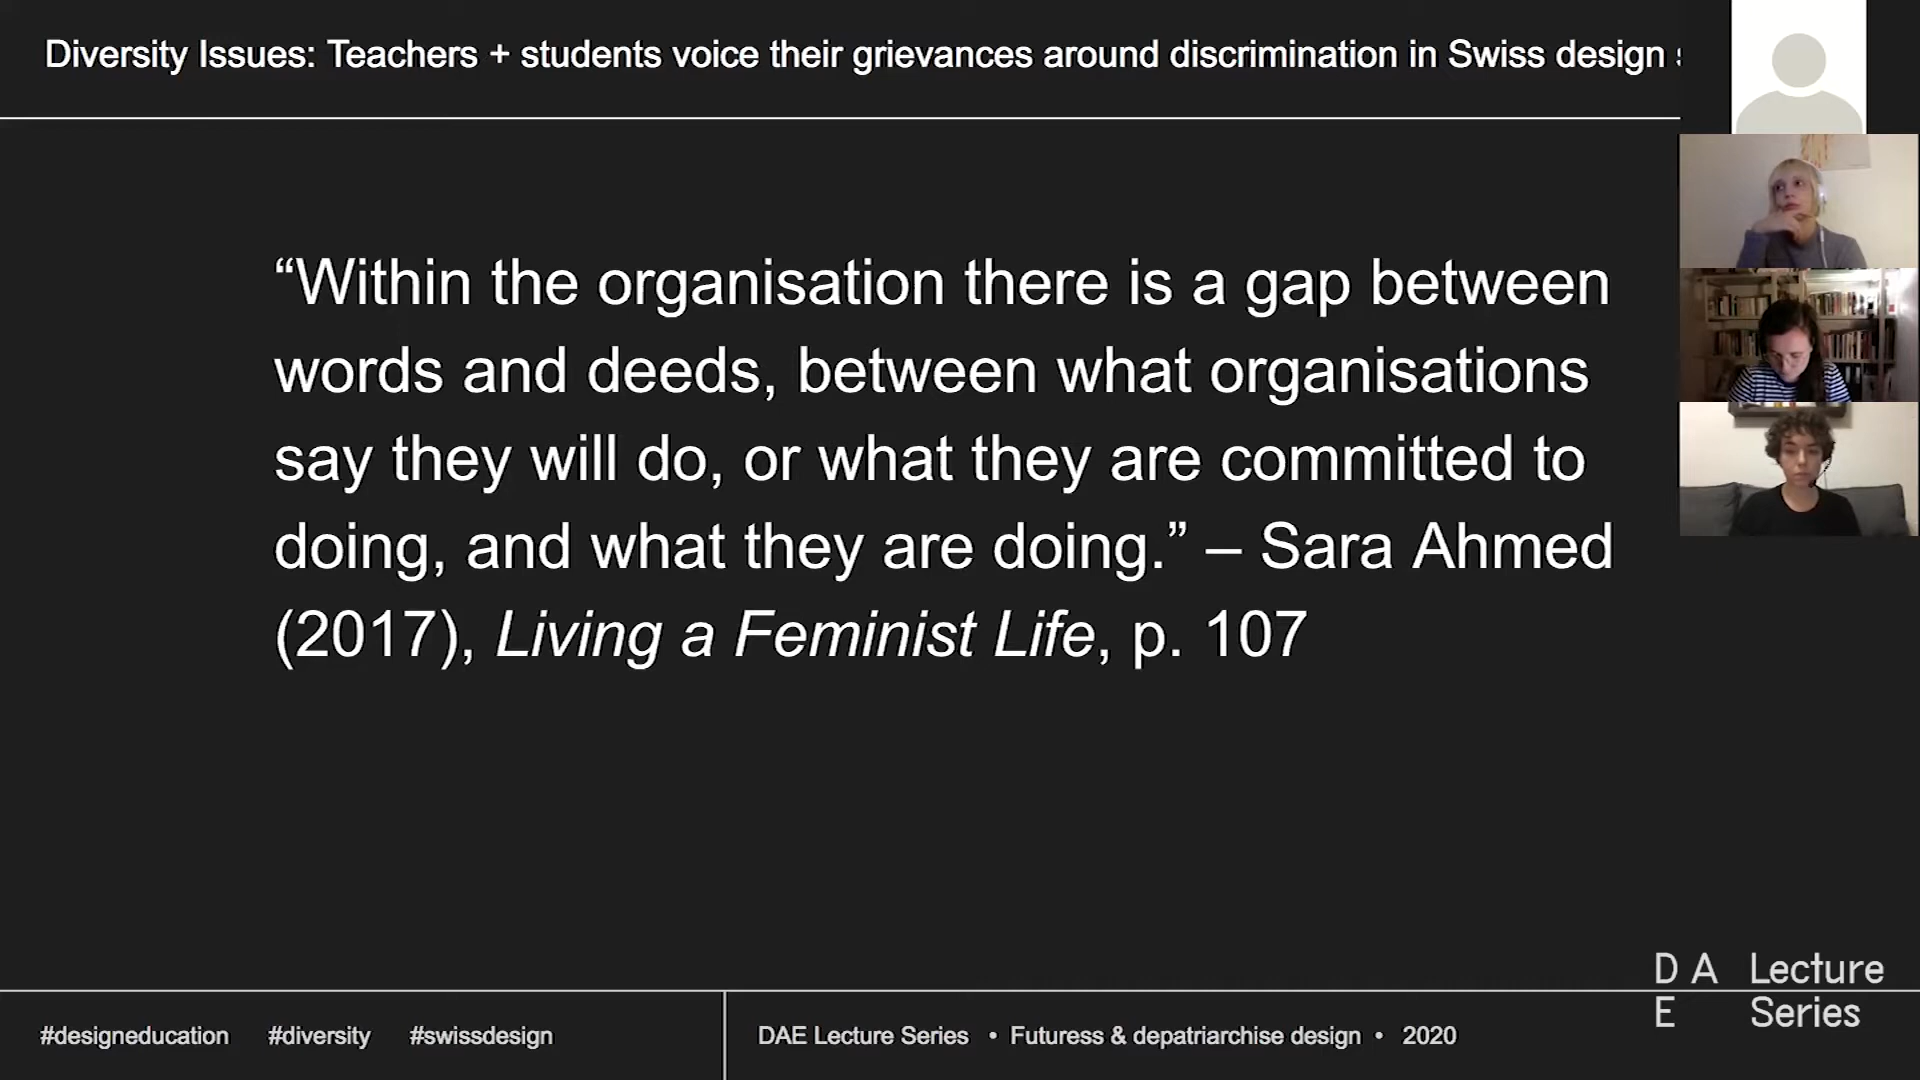 Diversity Issues: Teachers + students voice their grievances around discrimination in Swiss design
“Within the organisation there is a gap between
words and deeds, between what organisations
say they will do, or what they are committed to
doing, and what they are doing.” – Sara Ahmed
(2017), Living a Feminist Life, p. 107
D A Lecture
E Series
#designeducation #diversity #swissdesign
DAE Lecture Series • Futuress & depatriarchise design • 2020